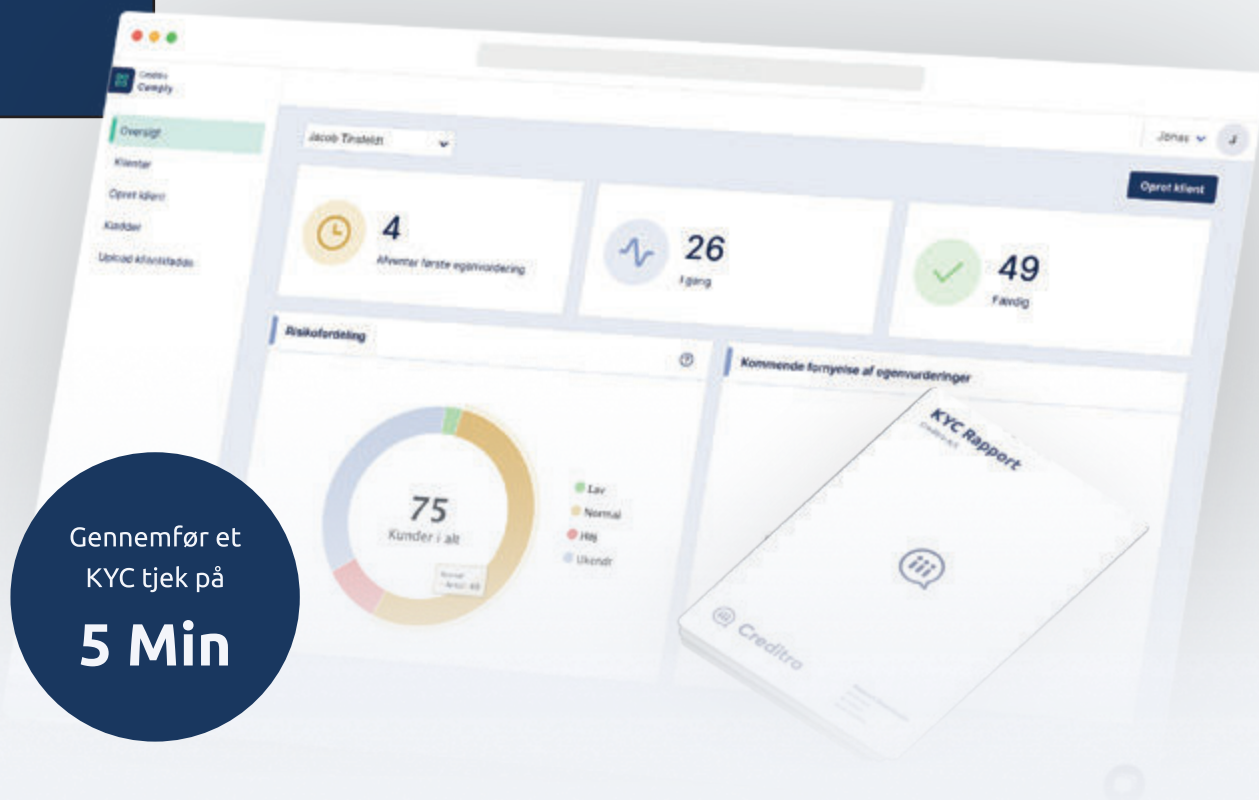 Creditro
Comply
Oversigt
Klienter
Opret klient
Kladder
Upload klientkladde
Jacob Tinsfeldt
Jonas
J
Opret klient
4
Afventer første egenvurdering
26
I gang
49
Færdig
Risikofordeling
Kommende fornyelse af egenvurderinger
75
Kunder i alt
Lav
Normal
Høj
Ukendt
KYC Rapport
Creditro
Gennemfør et
KYC tjek på
5 Min